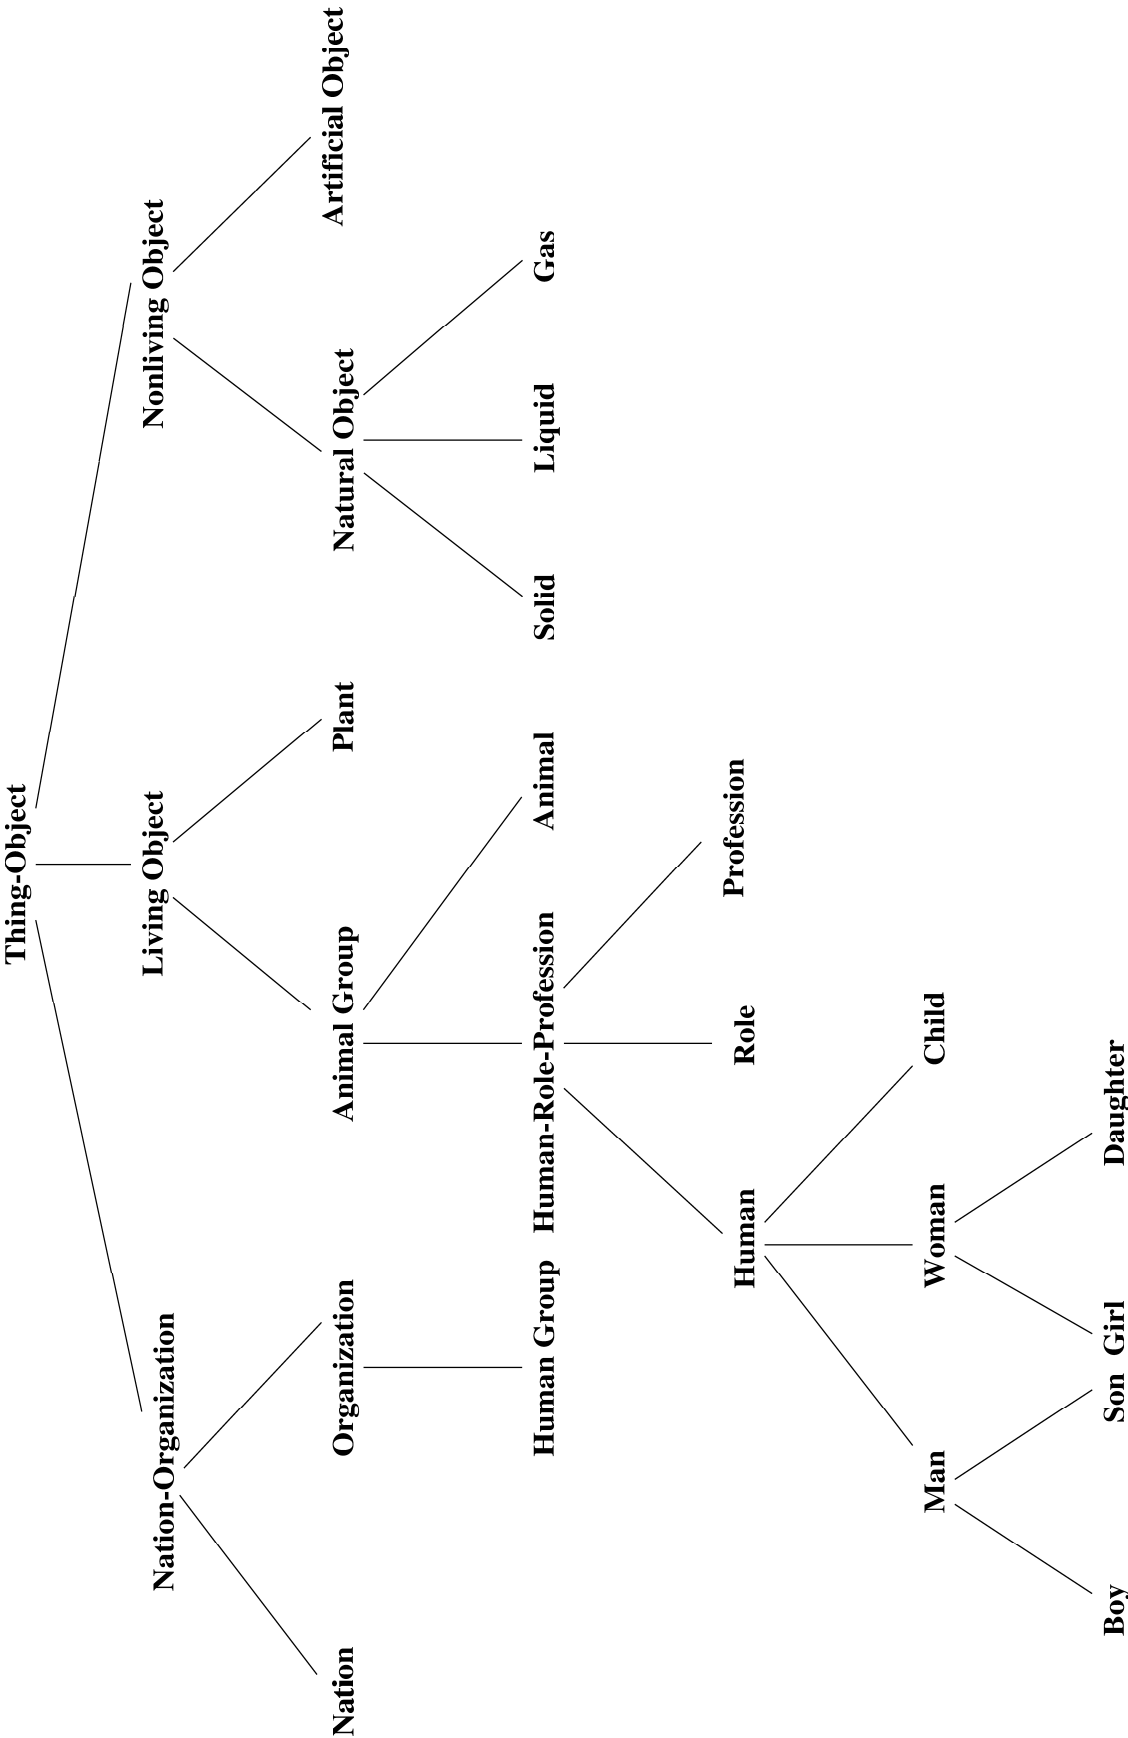 Thing-Object
Nation-Organization
Living Object
Nonliving Object
Nation
Organization
Animal Group
Plant
Natural Object
Artificial Object
Human Group
Human-Role-Profession
Animal
Solid
Liquid
Gas
Human
Role
Profession
Man
Woman
Child
Boy
Son
Girl
Daughter